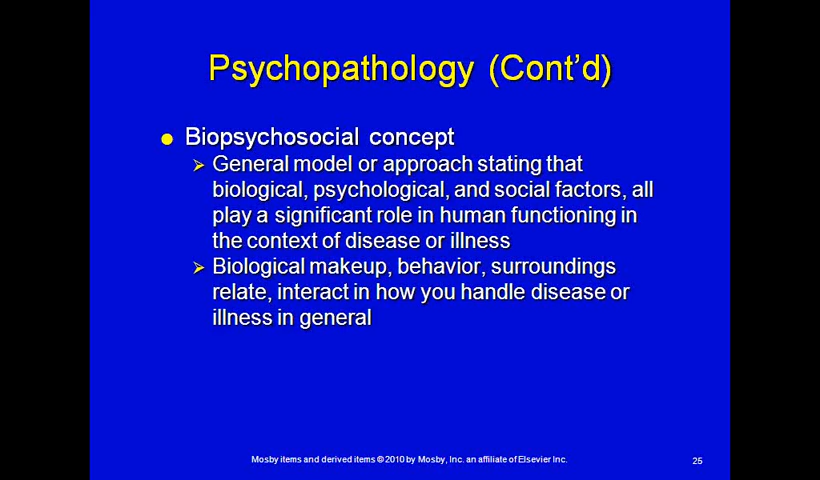 Psychopathology (Cont’d)
Biopsychosocial concept
General model or approach stating that
biological, psychological, and social factors, all
play a significant role in human functioning in
the context of disease or illness
Biological makeup, behavior, surroundings
relate, interact in how you handle disease or
illness in general
Mosby items and derived items © 2010 by Mosby, Inc. an affiliate of Elsevier Inc.
25